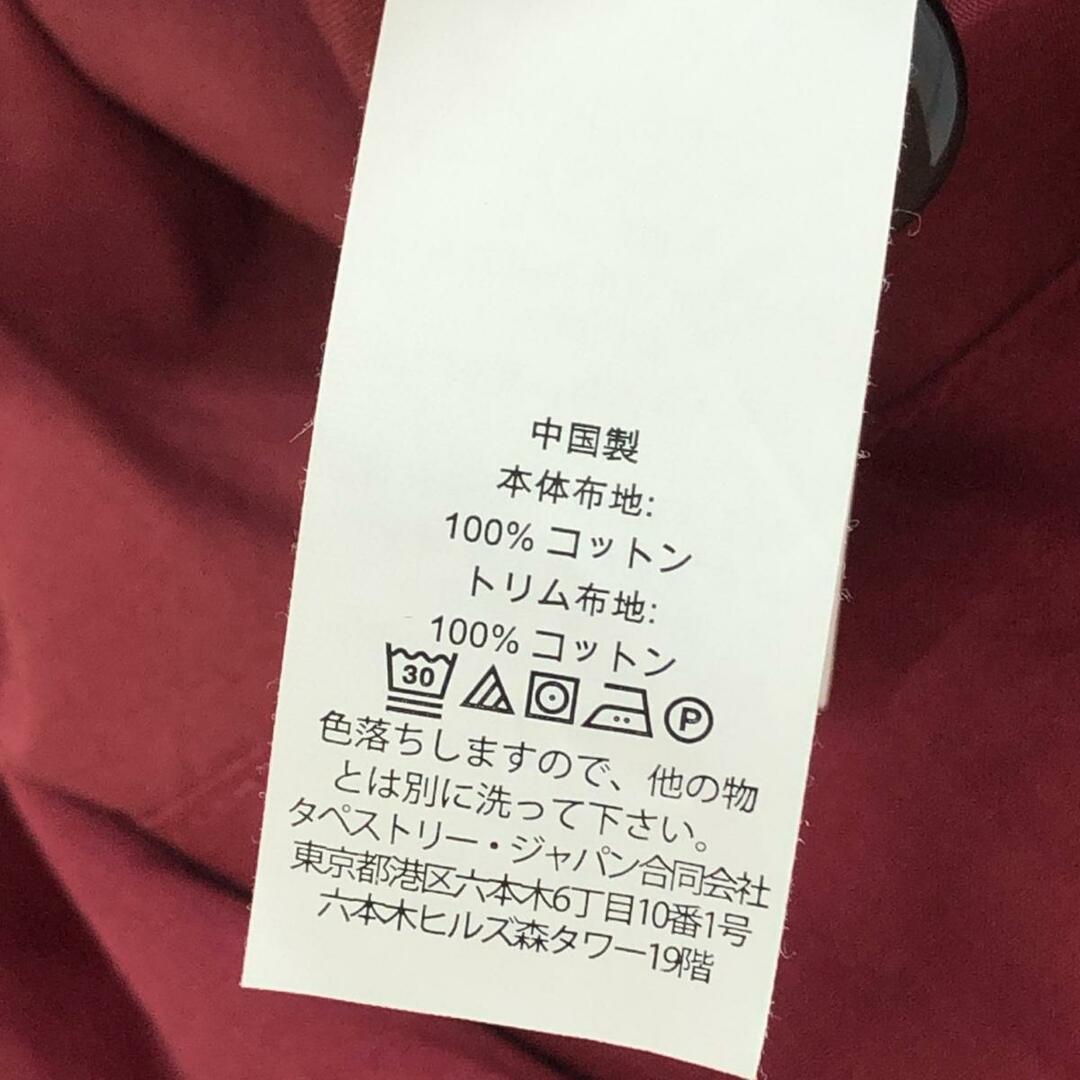 中国製
本体布地:
100% コットン
トリム布地:
100% コットン
30 P
色落ちしますので、他の物
とは別に洗って下さい。
タペストリー・ジャパン合同会社
東京都港区六本木6丁目10番1号
六本木ヒルズ森タワー19階